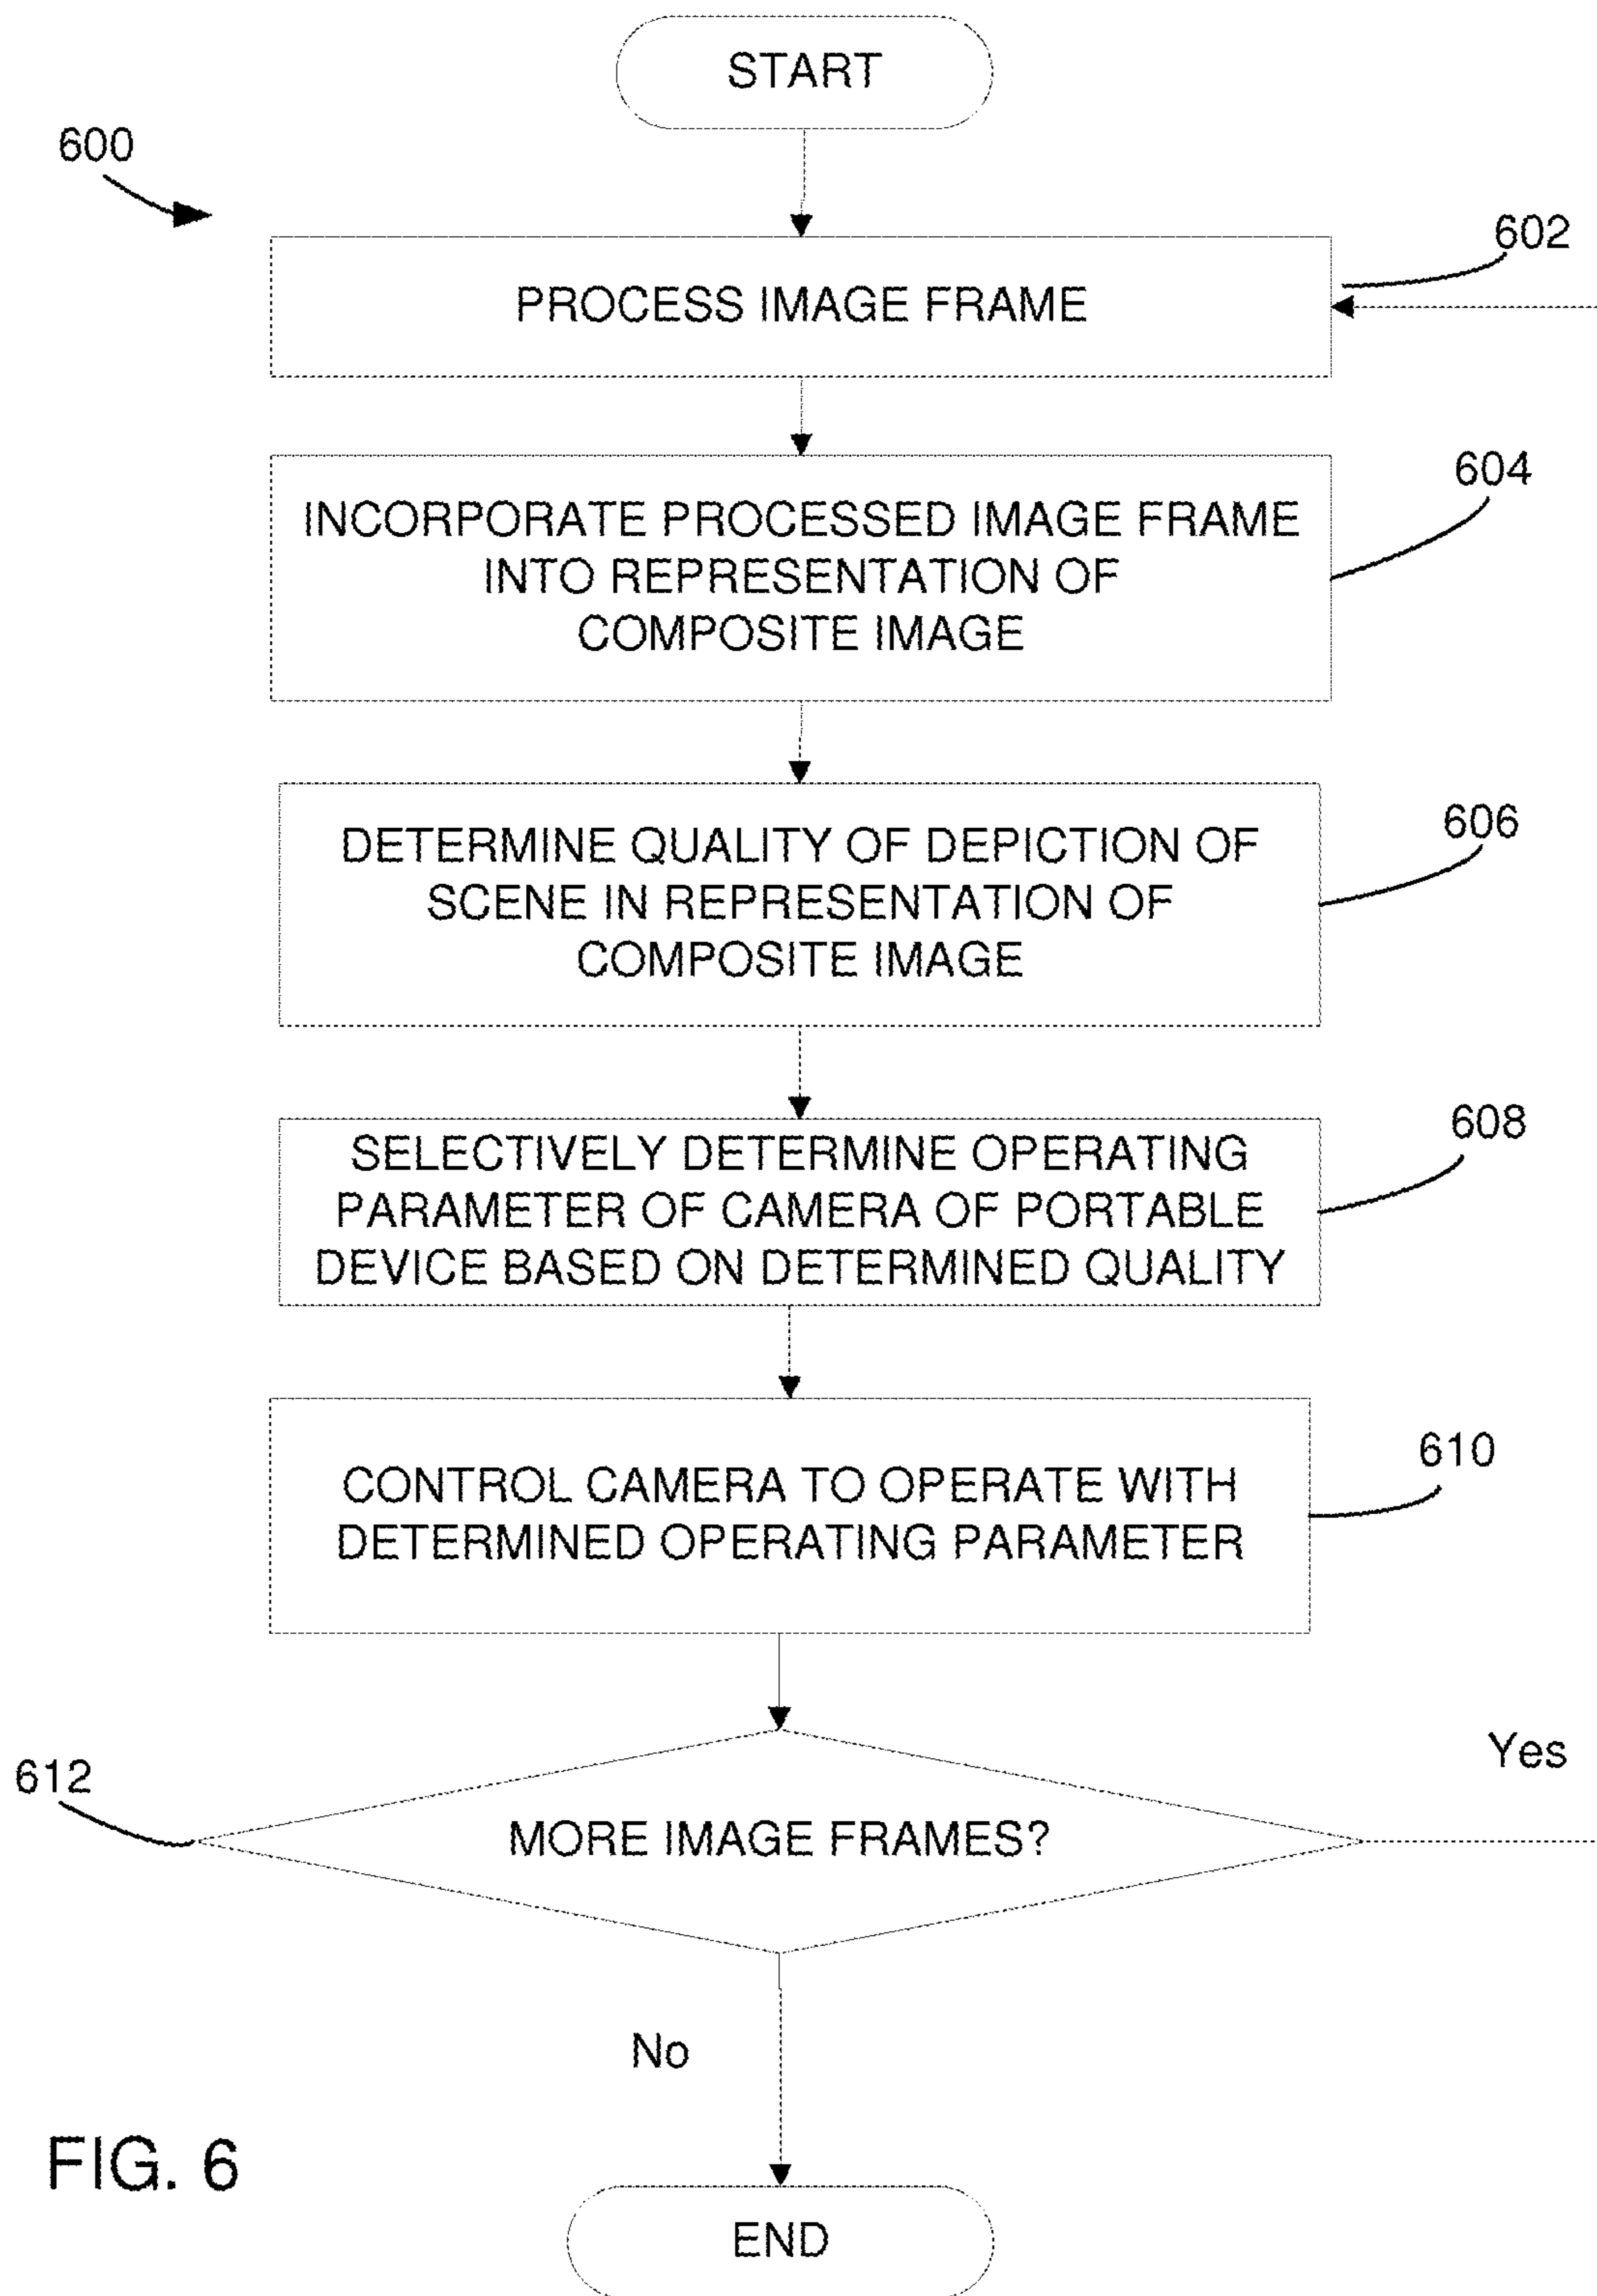 START
600
602
PROCESS IMAGE FRAME
604
INCORPORATE PROCESSED IMAGE FRAME
INTO REPRESENTATION OF
COMPOSITE IMAGE
606
DETERMINE QUALITY OF DEPICTION OF
SCENE IN REPRESENTATION OF
COMPOSITE IMAGE
608
SELECTIVELY DETERMINE OPERATING
PARAMETER OF CAMERA OF PORTABLE
DEVICE BASED ON DETERMINED QUALITY
610
CONTROL CAMERA TO OPERATE WITH
DETERMINED OPERATING PARAMETER
612
MORE IMAGE FRAMES?
Yes
No
FIG. 6
END